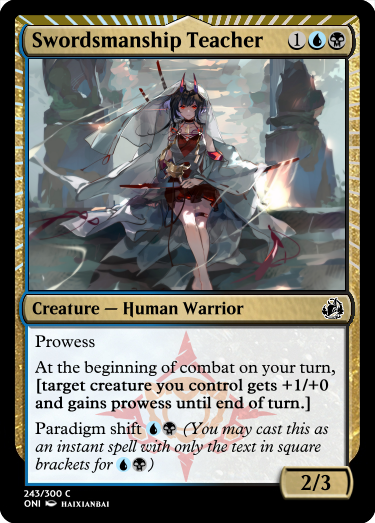 Swordsmanship Teacher 1
Creature — Human Warrior
Prowess
At the beginning of combat on your turn,
[target creature you control gets +1/+0
and gains prowess until end of turn.]
Paradigm shift (You may cast this as
an instant spell with only the text in square
brackets for )
2/3
243/300 C
ONI HAIXIANBAI